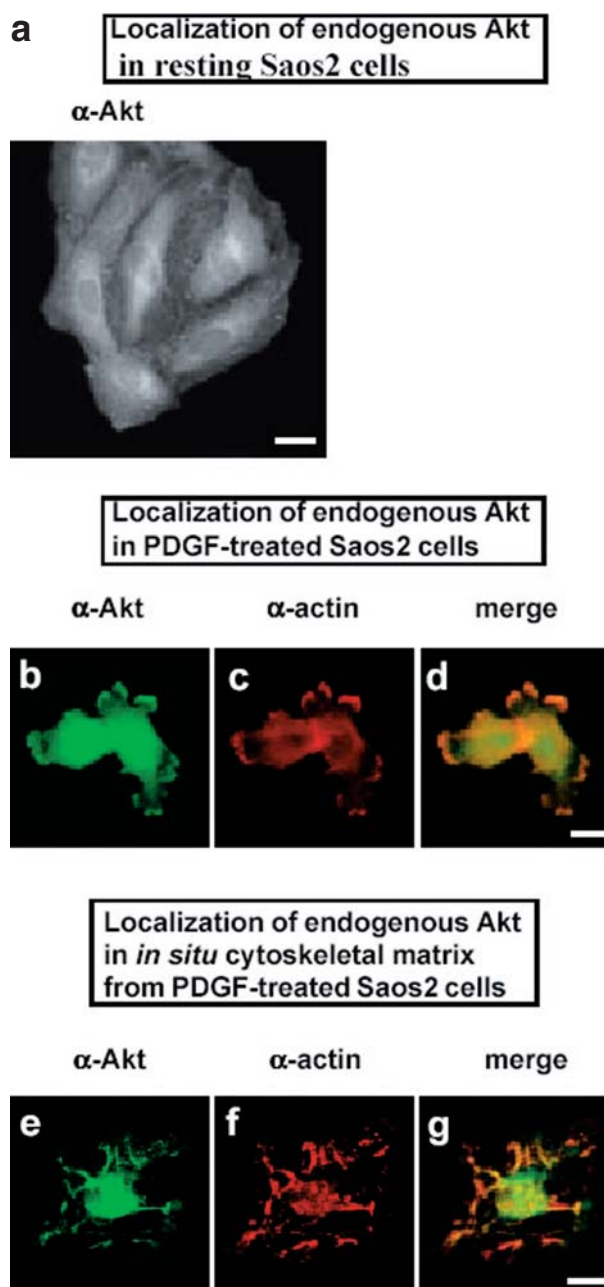 a
Localization of endogenous Akt
in resting Saos2 cells
α-Akt
Localization of endogenous Akt
in PDGF-treated Saos2 cells
α-Akt α-actin merge
b c d
Localization of endogenous Akt
in in situ cytoskeletal matrix
from PDGF-treated Saos2 cells
α-Akt α-actin merge
e f g